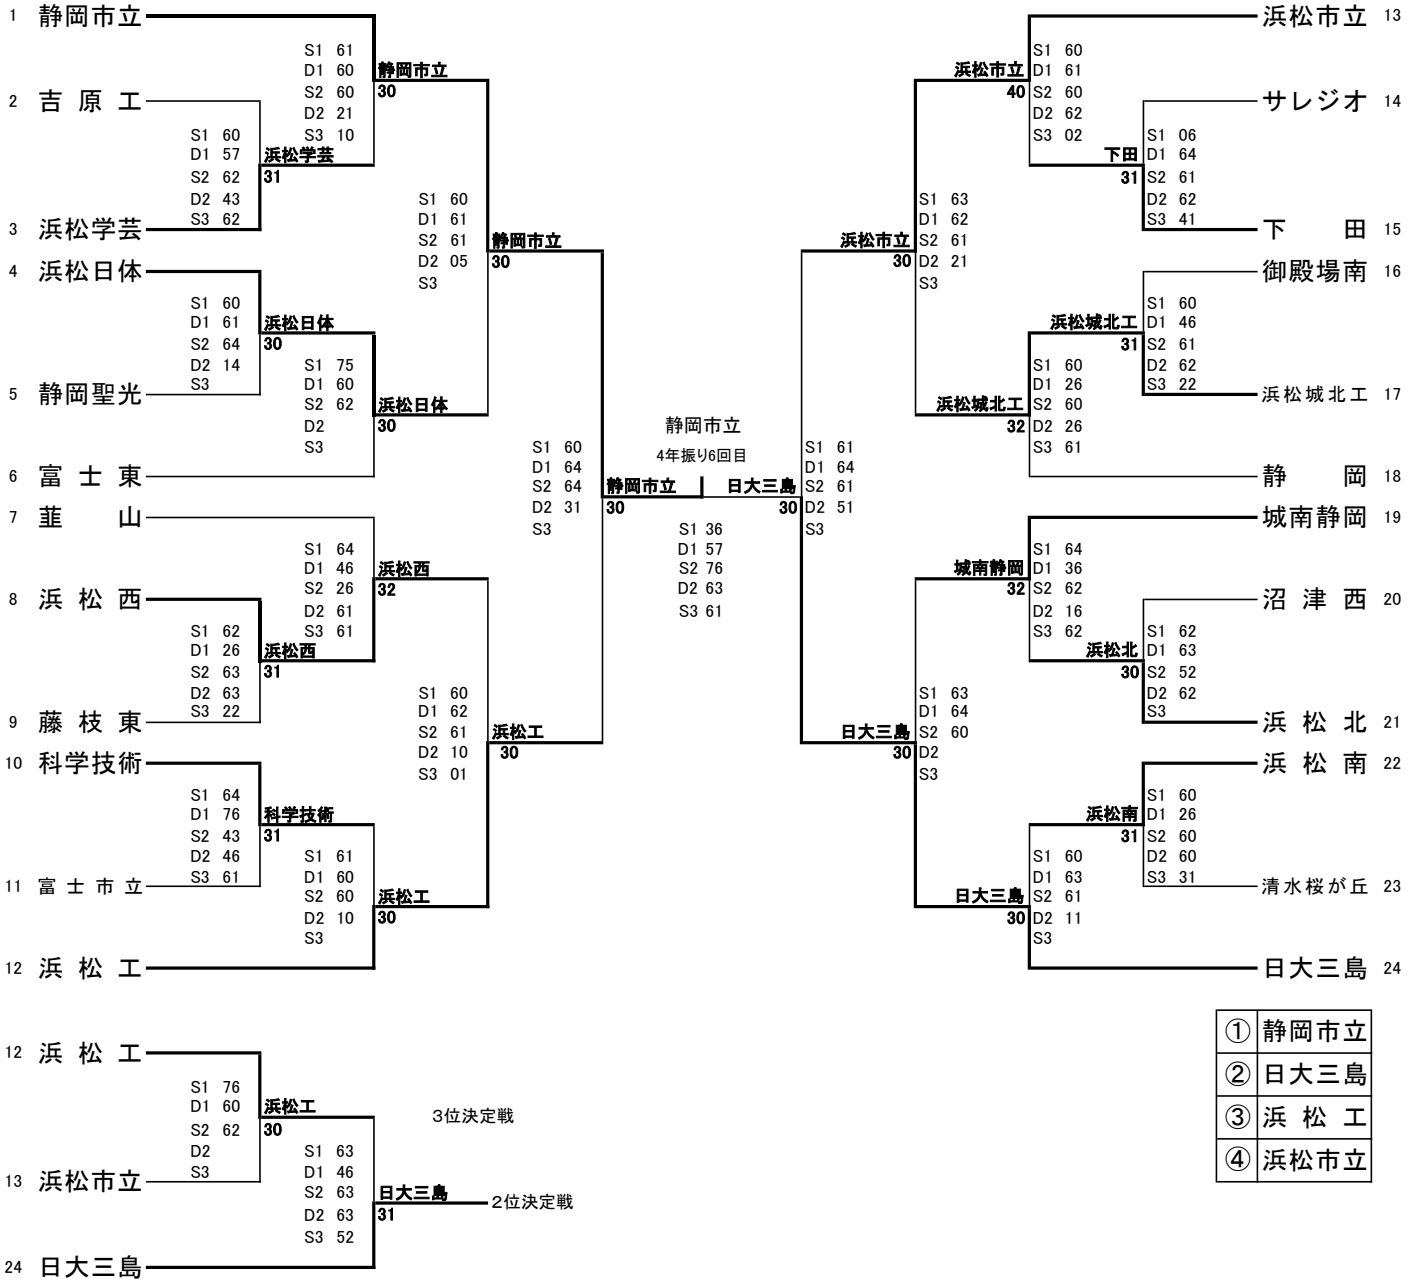 1 静岡市立
S1 61
D1 60
S2 60
D2 21
S3 10
静岡市立
30
2 吉原工
S1 60
D1 57
S2 62
D2 43
S3 62
浜松学芸
31
3 浜松学芸
S1 60
D1 61
S2 61
D2 05
S3
静岡市立
30
4 浜松日体
S1 60
D1 61
S2 64
D2 14
S3
浜松日体
30
5 静岡聖光
S1 75
D1 60
S2 62
D2
S3
浜松日体
30
6 富士東
S1 60
D1 64
S2 64
D2 31
S3
静岡市立
30
7 韮山
S1 64
D1 46
S2 26
D2 61
S3 61
浜松西
32
8 浜松西
S1 62
D1 26
S2 63
D2 63
S3 22
浜松西
31
9 藤枝東
S1 60
D1 62
S2 61
D2 10
S3 01
浜松工
30
10 科学技術
S1 64
D1 76
S2 43
D2 46
S3 61
科学技術
31
11 富士市立
S1 61
D1 60
S2 60
D2 10
S3
浜松工
30
12 浜松工
静岡市立
4年振り6回目
S1 36
D1 57
S2 76
D2 63
S3 61
浜松市立 13
S1 60
D1 61
S2 60
D2 62
S3 02
浜松市立
40
サレジオ 14
S1 06
D1 64
S2 61
D2 62
S3 41
下田
31
下田 15
S1 63
D1 62
S2 61
D2 21
S3
浜松市立
30
御殿場南 16
S1 60
D1 46
S2 61
D2 62
S3 22
浜松城北工
31
浜松城北工 17
S1 60
D1 26
S2 60
D2 26
S3 61
浜松城北工
32
静岡 18
S1 61
D1 64
S2 61
D2 51
S3
日大三島
30
城南静岡 19
S1 64
D1 36
S2 62
D2 16
S3 62
城南静岡
32
沼津西 20
S1 62
D1 63
S2 52
D2 62
S3
浜松北
30
浜松北 21
S1 63
D1 64
S2 60
D2
S3
日大三島
30
浜松南 22
S1 60
D1 26
S2 60
D2 60
S3 31
浜松南
31
清水桜が丘 23
S1 60
D1 63
S2 61
D2 11
S3
日大三島
30
日大三島 24
12 浜松工
S1 76
D1 60
S2 62
D2
S3
浜松工
30
3位決定戦
13 浜松市立
S1 63
D1 46
S2 63
D2 63
S3 52
日大三島
31
2位決定戦
24 日大三島
① 静岡市立
② 日大三島
③ 浜松工
④ 浜松市立